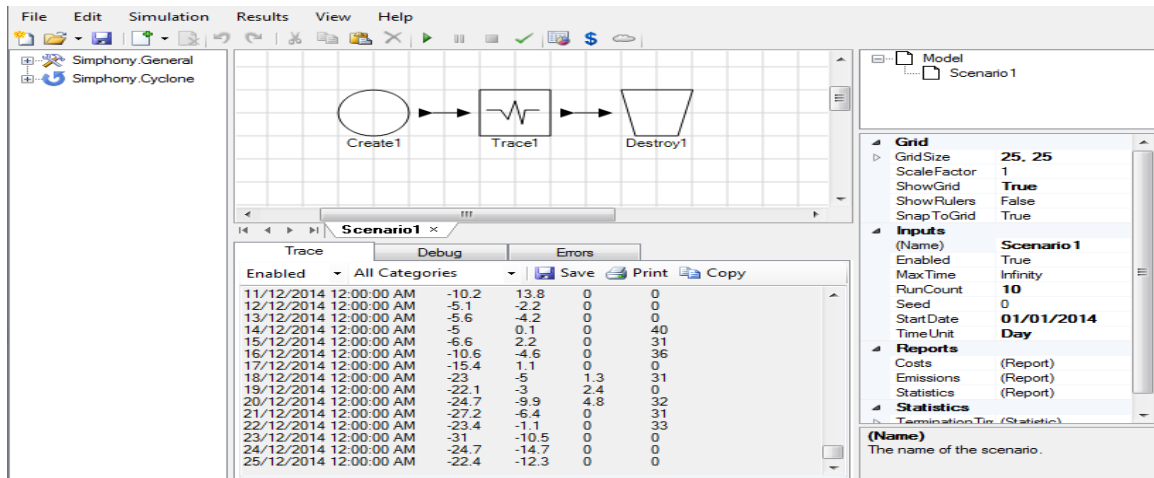 File Edit Simulation Results View Help
Simphony.General
Simphony.Cyclone
Create1 Trace1 Destroy1
Scenario1 ×
Trace Debug Errors
Enabled All Categories Save Print Copy
11/12/2014 12:00:00 AM -10.2 13.8 0 0
12/12/2014 12:00:00 AM -5.1 -2.2 0 0
13/12/2014 12:00:00 AM -5.6 -4.2 0 0
14/12/2014 12:00:00 AM -5 0.1 0 40
15/12/2014 12:00:00 AM -6.6 2.2 0 31
16/12/2014 12:00:00 AM -10.6 -4.6 0 36
17/12/2014 12:00:00 AM -15.4 1.1 0 0
18/12/2014 12:00:00 AM -23 -5 1.3 31
19/12/2014 12:00:00 AM -22.1 -3 2.4 0
20/12/2014 12:00:00 AM -24.7 -9.9 4.8 32
21/12/2014 12:00:00 AM -27.2 -6.4 0 31
22/12/2014 12:00:00 AM -23.4 -1.1 0 33
23/12/2014 12:00:00 AM -31 -10.5 0 0
24/12/2014 12:00:00 AM -24.7 -14.7 0 0
25/12/2014 12:00:00 AM -22.4 -12.3 0 0
Model
Scenario1
Grid
GridSize 25, 25
ScaleFactor 1
ShowGrid True
ShowRulers False
SnapToGrid True
Inputs
(Name) Scenario1
Enabled True
MaxTime Infinity
RunCount 10
Seed 0
StartDate 01/01/2014
TimeUnit Day
Reports
Costs (Report)
Emissions (Report)
Statistics (Report)
Statistics
(Statistic)
(Name)
The name of the scenario.